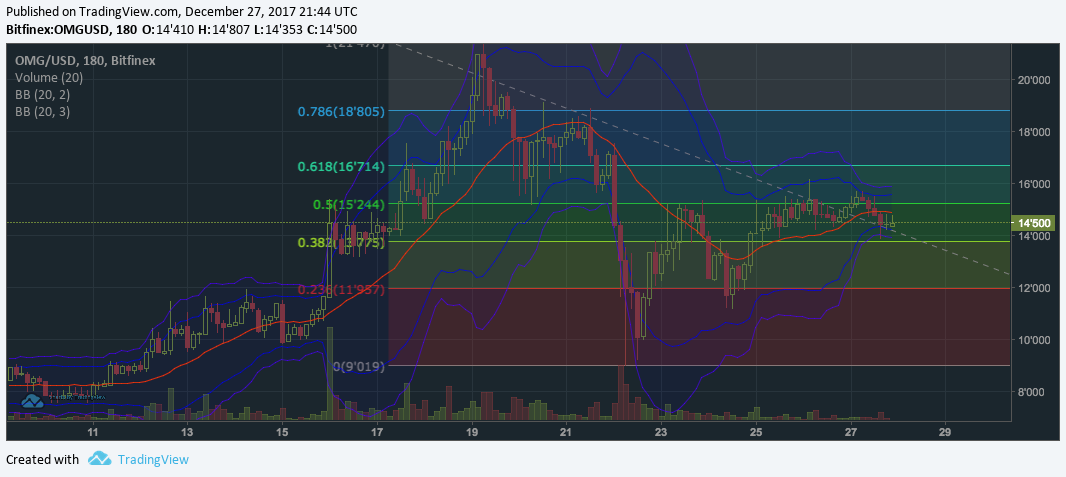 Published on TradingView.com, December 27, 2017 21:44 UTC
Bitfinex:OMGUSD, 180 O:14'410 H:14'807 L:14'353 C:14'500
OMG/USD, 180, Bitfinex
Volume (20)
BB (20, 2)
BB (20, 3)
1(21'470)
0.786(18'805)
0.618(16'714)
0.5(15'244)
0.382(13'775)
0.236(11'957)
0(9'019)
20'000
18'000
16'000
14'500
14'000
12'000
10'000
8'000
11 13 15 17 19 21 23 25 27 29
Created with TradingView